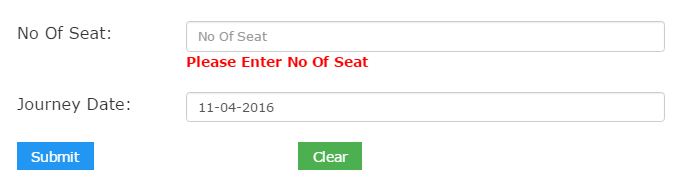 No Of Seat:
No Of Seat
Please Enter No Of Seat
Journey Date:
11-04-2016
Submit
Clear